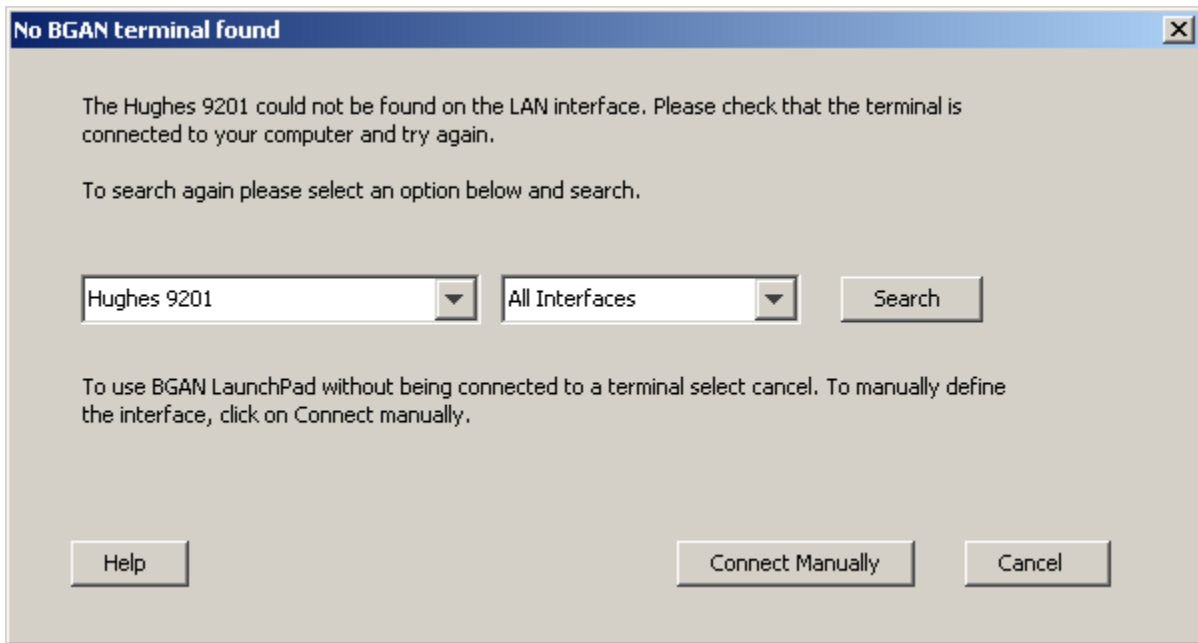 No BGAN terminal found
The Hughes 9201 could not be found on the LAN interface. Please check that the terminal is
connected to your computer and try again.
To search again please select an option below and search.
Hughes 9201
All Interfaces
Search
To use BGAN LaunchPad without being connected to a terminal select cancel. To manually define
the interface, click on Connect manually.
Help
Connect Manually
Cancel